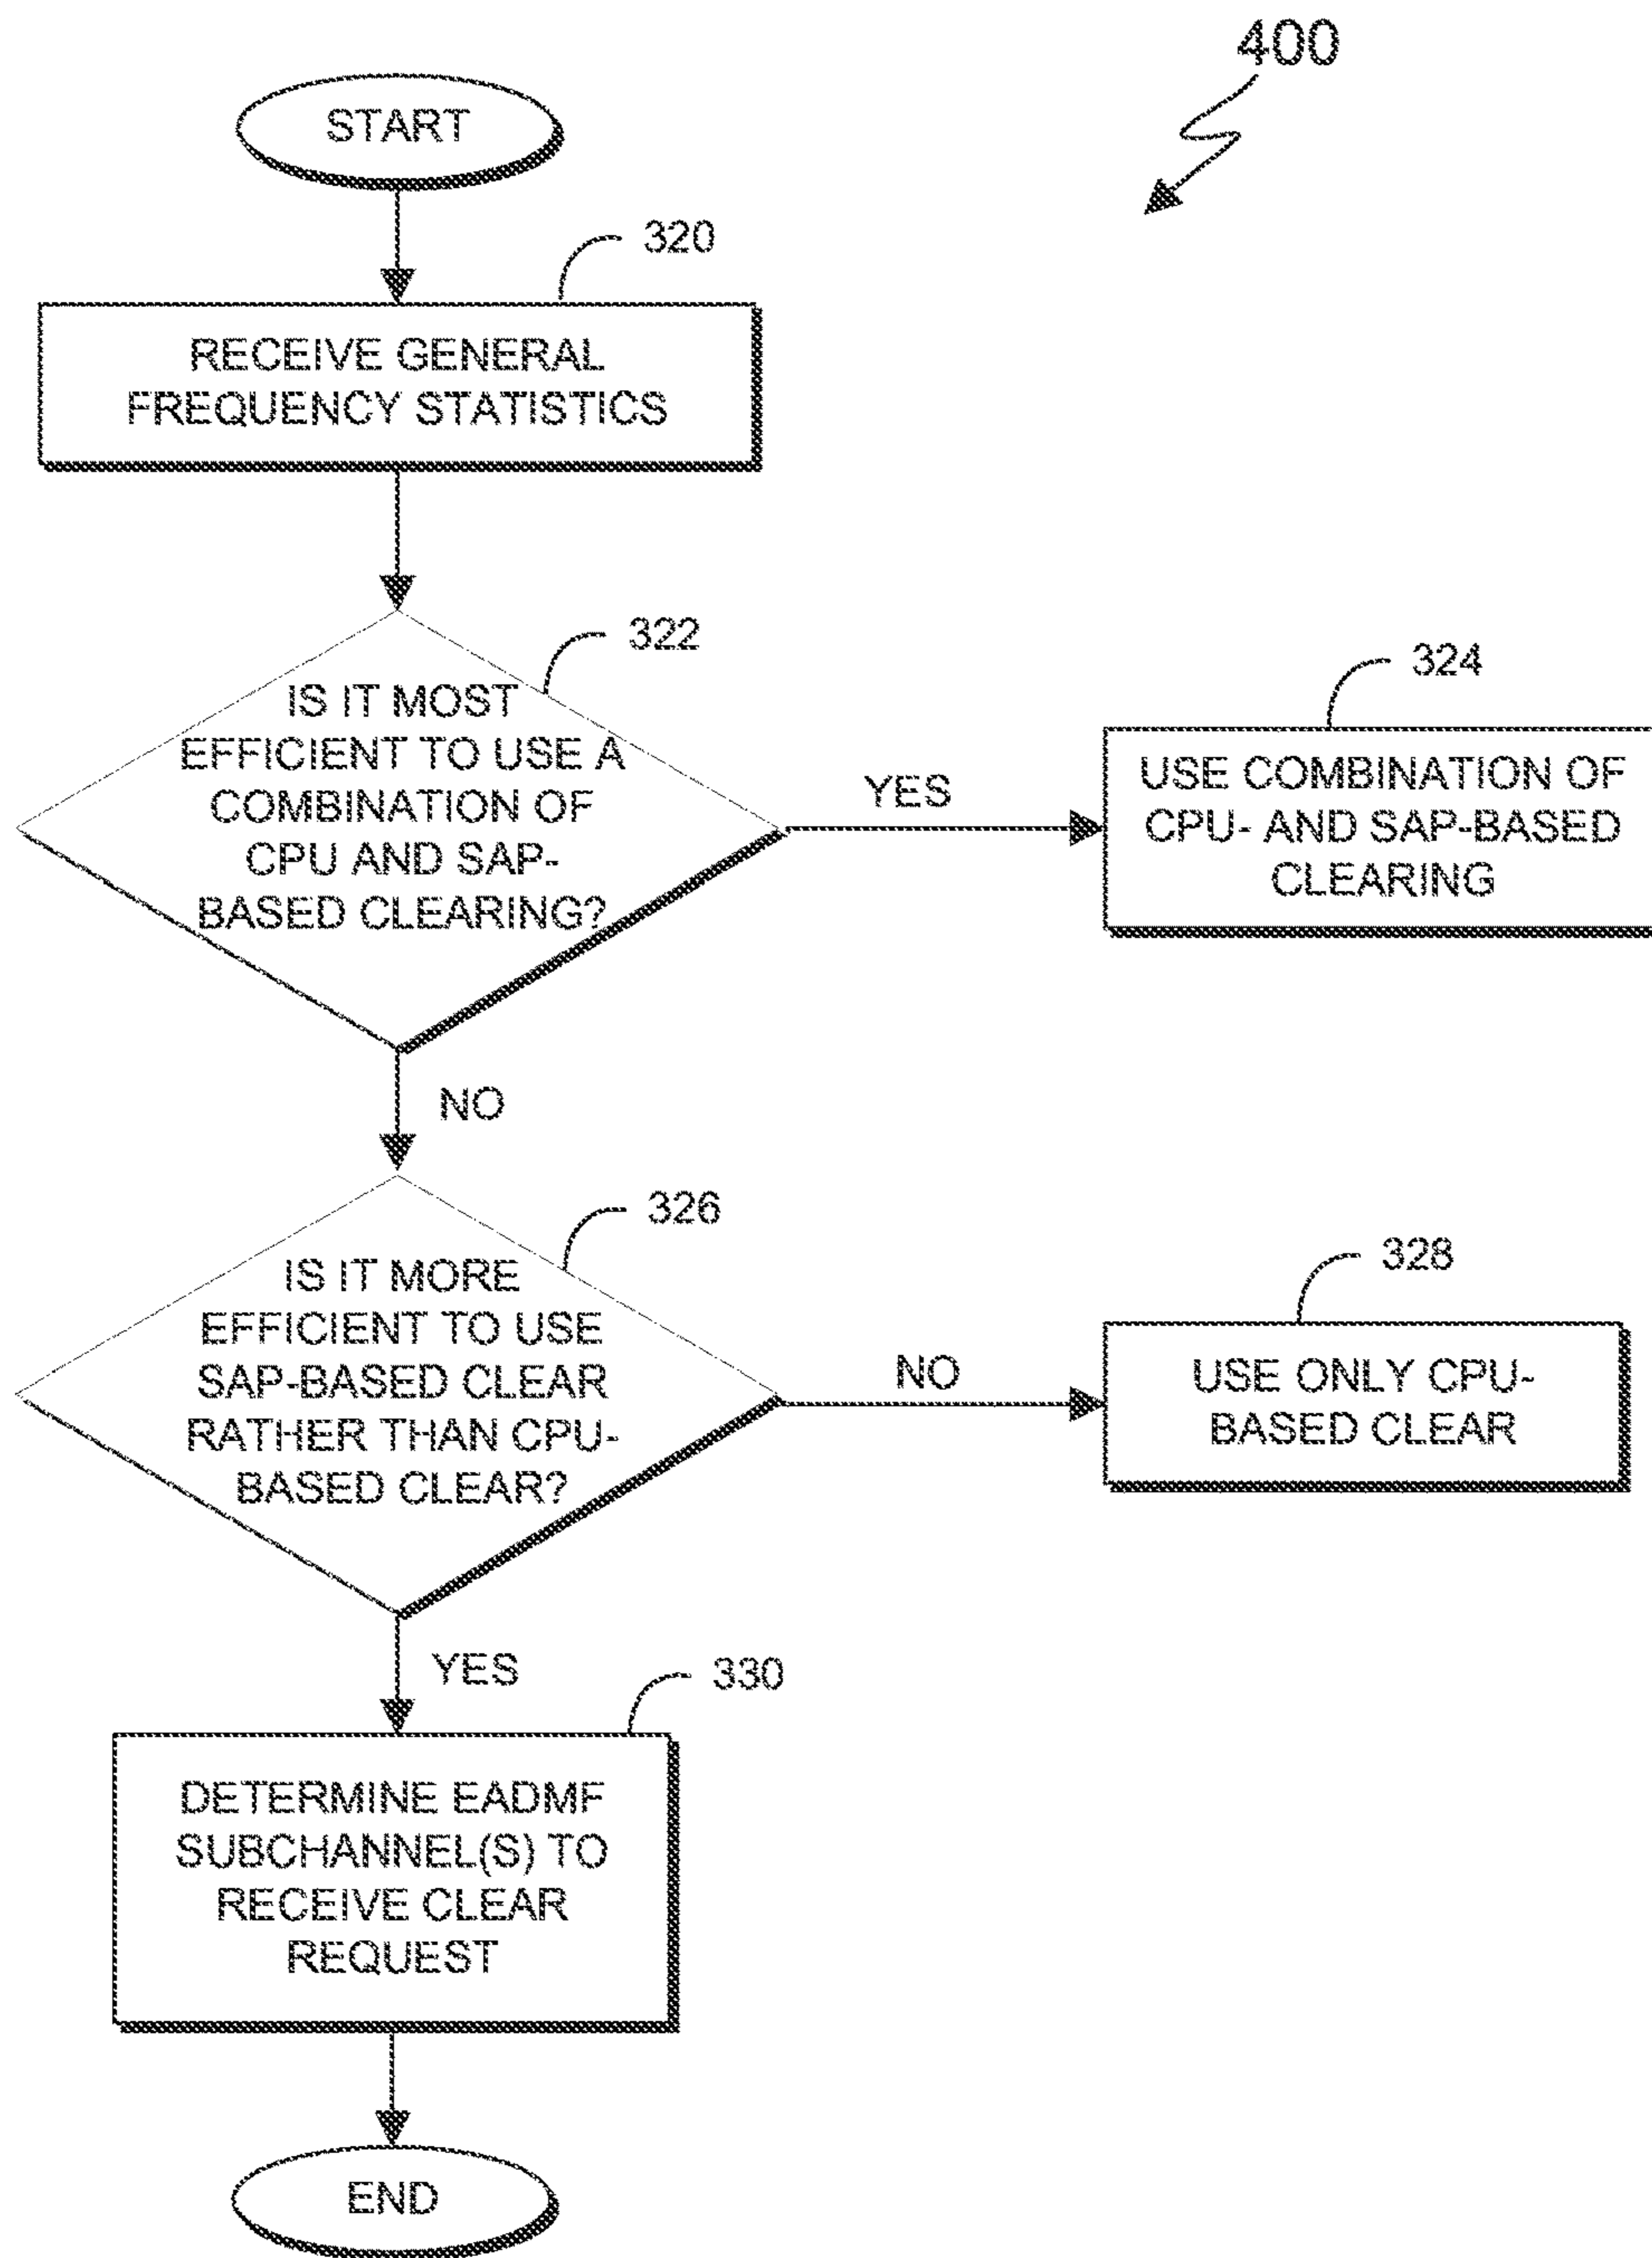 400
START
320
RECEIVE GENERAL
FREQUENCY STATISTICS
322
IS IT MOST
EFFICIENT TO USE A
COMBINATION OF
CPU AND SAP-
BASED CLEARING?
YES
324
USE COMBINATION OF
CPU- AND SAP-BASED
CLEARING
NO
326
IS IT MORE
EFFICIENT TO USE
SAP-BASED CLEAR
RATHER THAN CPU-
BASED CLEAR?
NO
328
USE ONLY CPU-
BASED CLEAR
YES
330
DETERMINE EADMF
SUBCHANNEL(S) TO
RECEIVE CLEAR
REQUEST
END